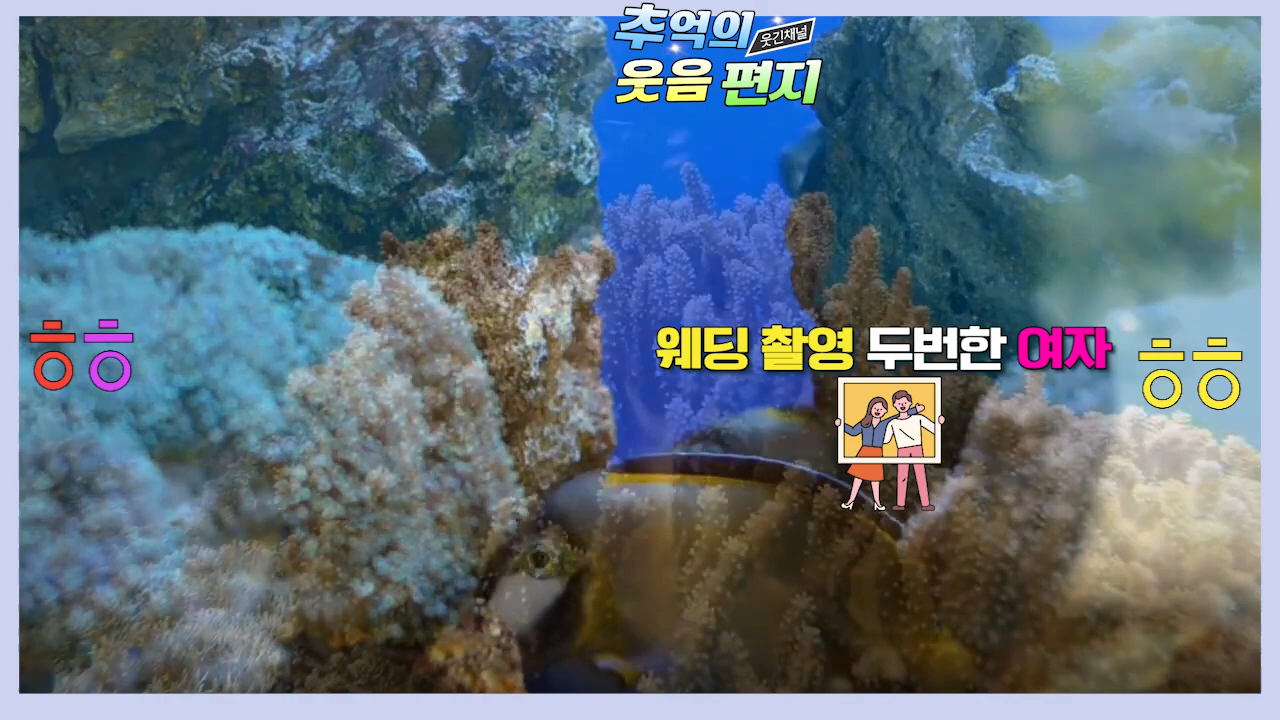 추억의
웃긴채널
웃음 편지
ㅎㅎ
웨딩 촬영 두번한 여자
ㅎㅎ